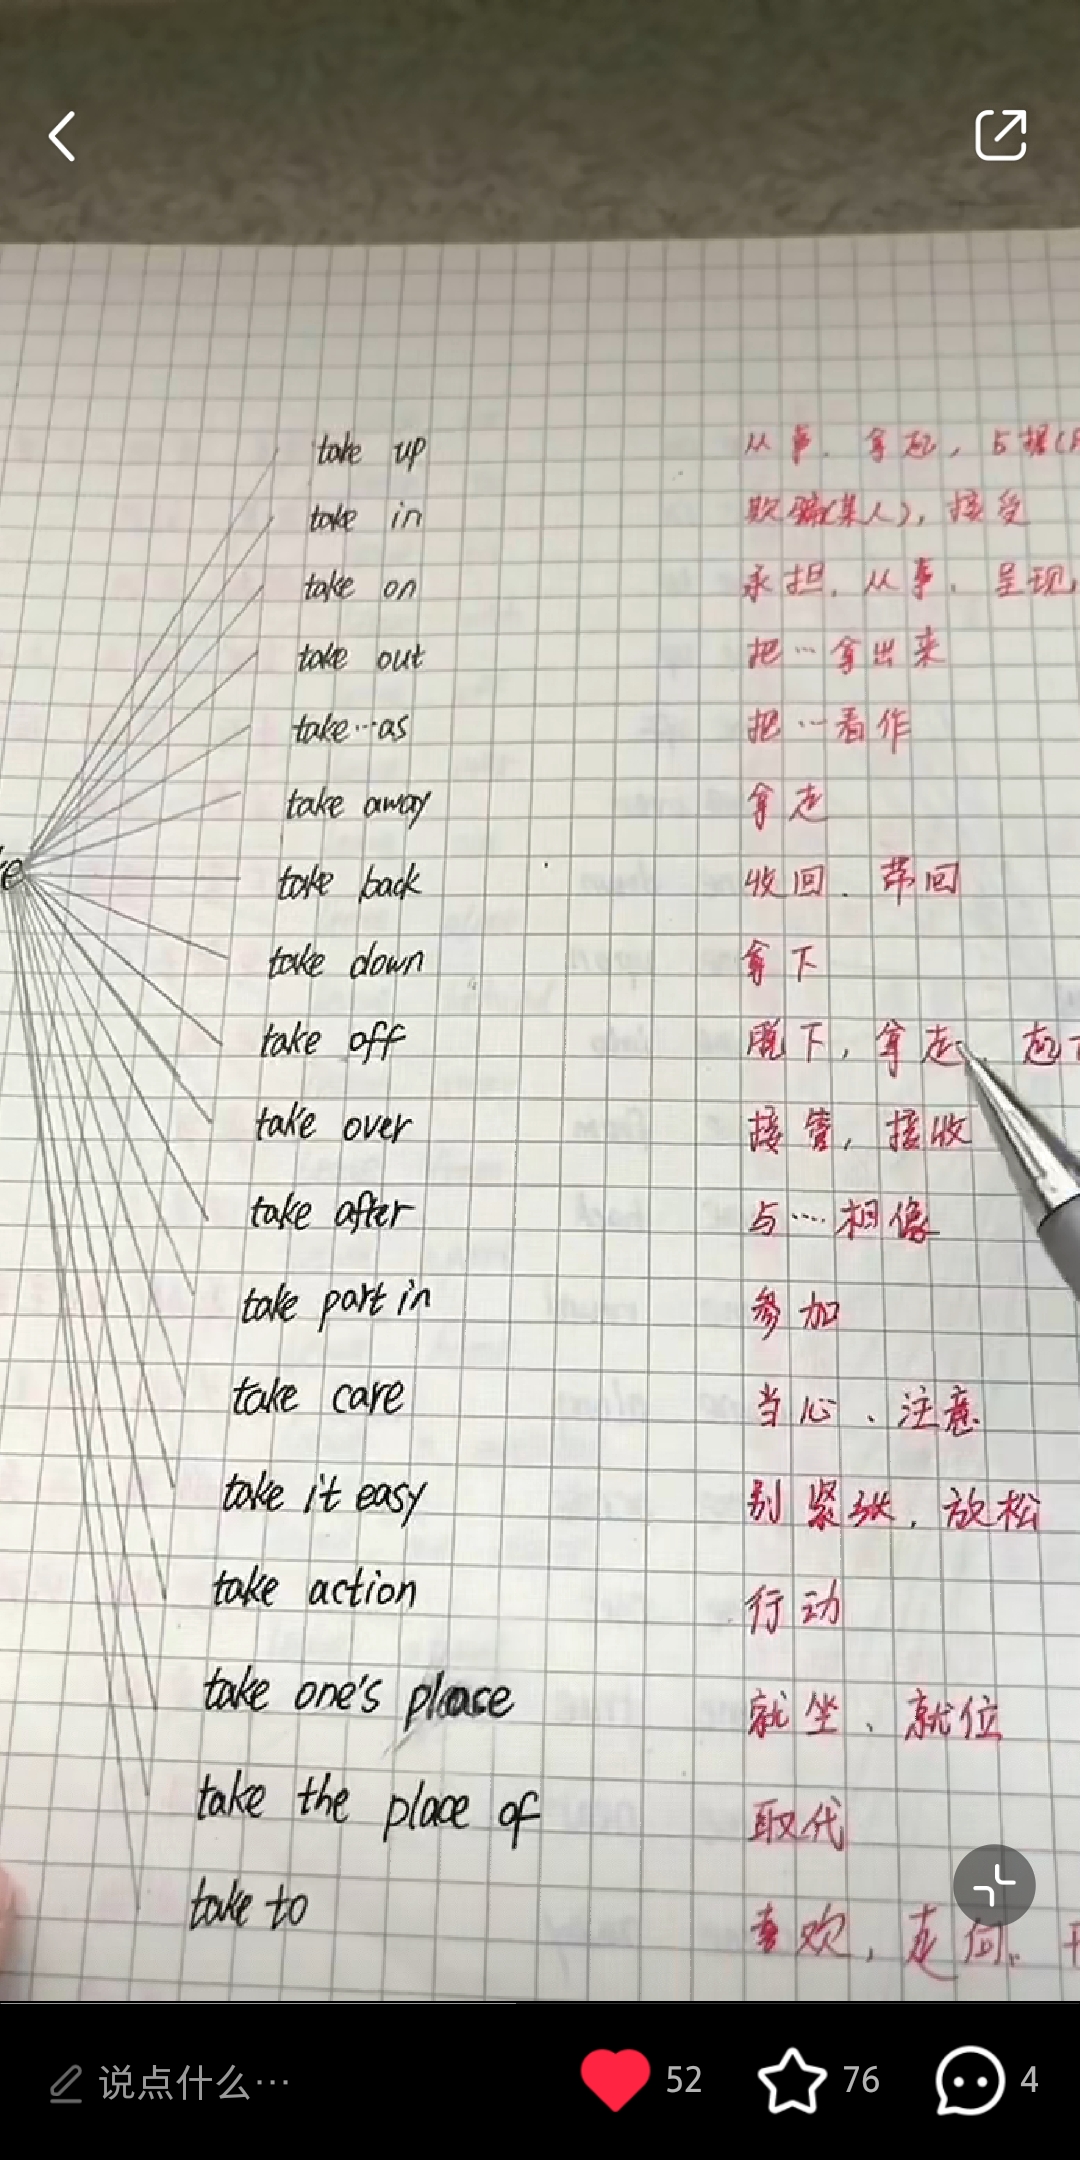 take up 从事、拿起，占据(
take in 欺骗(某人)，接受
take on 承担、从事、呈现,
take out 把…拿出来
take…as 把…看作
take away 拿走
take back 收回、带回
e
take down 拿下
take off 脱下，拿走、起
take over 接管，接收
take after 与…相像
take part in 参加
take care 当心、注意
take it easy 别紧张，放松
take action 行动
take one's place 就坐、就位
take the place of 取代
take to 喜欢，走向、
说点什么… 52 76 4